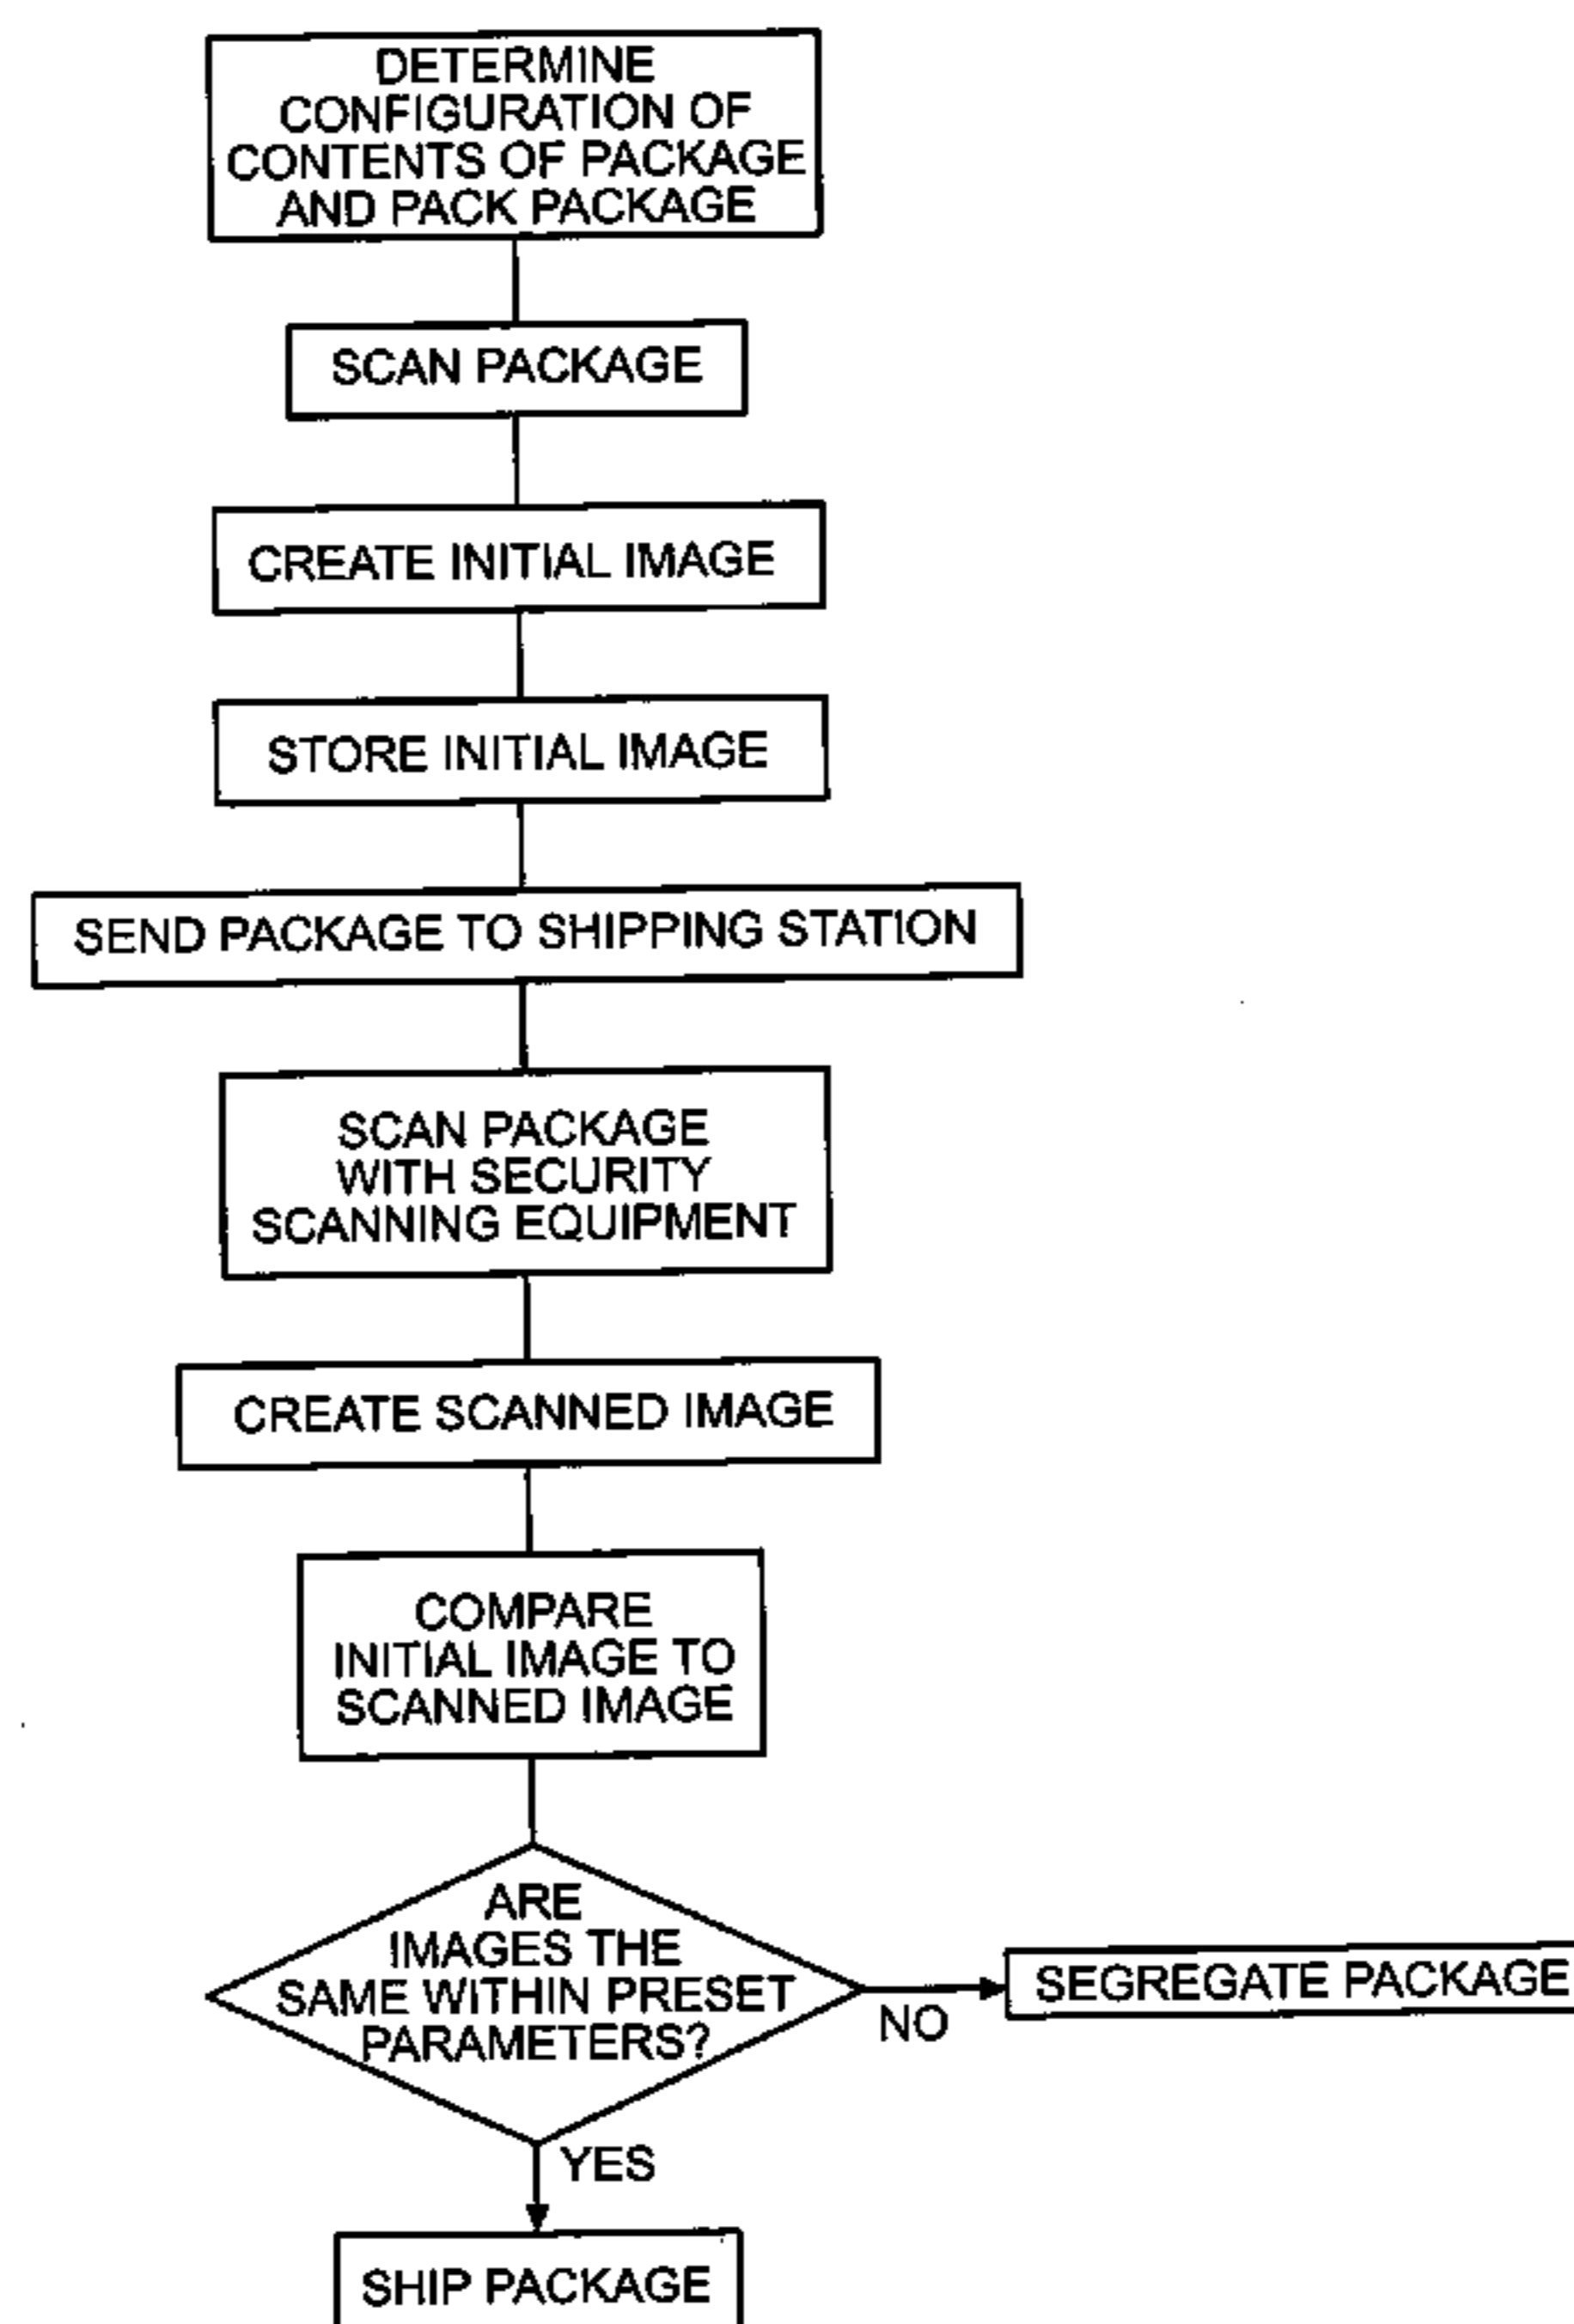 DETERMINE
CONFIGURATION OF
CONTENTS OF PACKAGE
AND PACK PACKAGE
SCAN PACKAGE
CREATE INITIAL IMAGE
STORE INITIAL IMAGE
SEND PACKAGE TO SHIPPING STATION
SCAN PACKAGE
WITH SECURITY
SCANNING EQUIPMENT
CREATE SCANNED IMAGE
COMPARE
INITIAL IMAGE TO
SCANNED IMAGE
ARE
IMAGES THE
SAME WITHIN PRESET
PARAMETERS?
NO
SEGREGATE PACKAGE
YES
SHIP PACKAGE